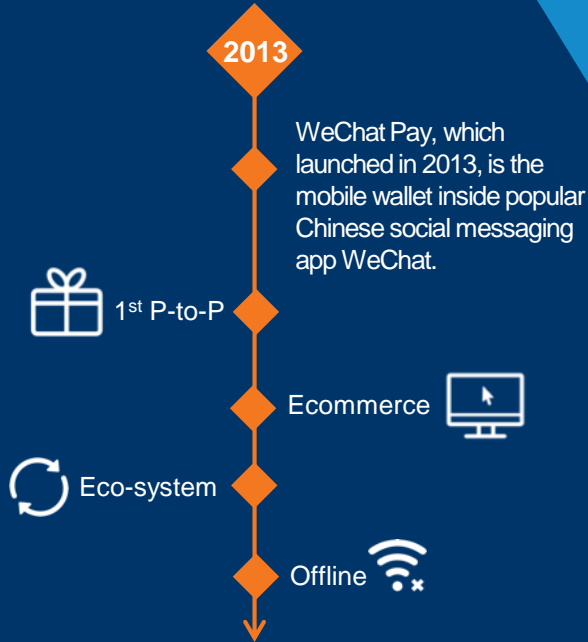 2013
WeChat Pay, which
launched in 2013, is the
mobile wallet inside popular
Chinese social messaging
app WeChat.
1st P-to-P
Ecommerce
Eco-system
Offline